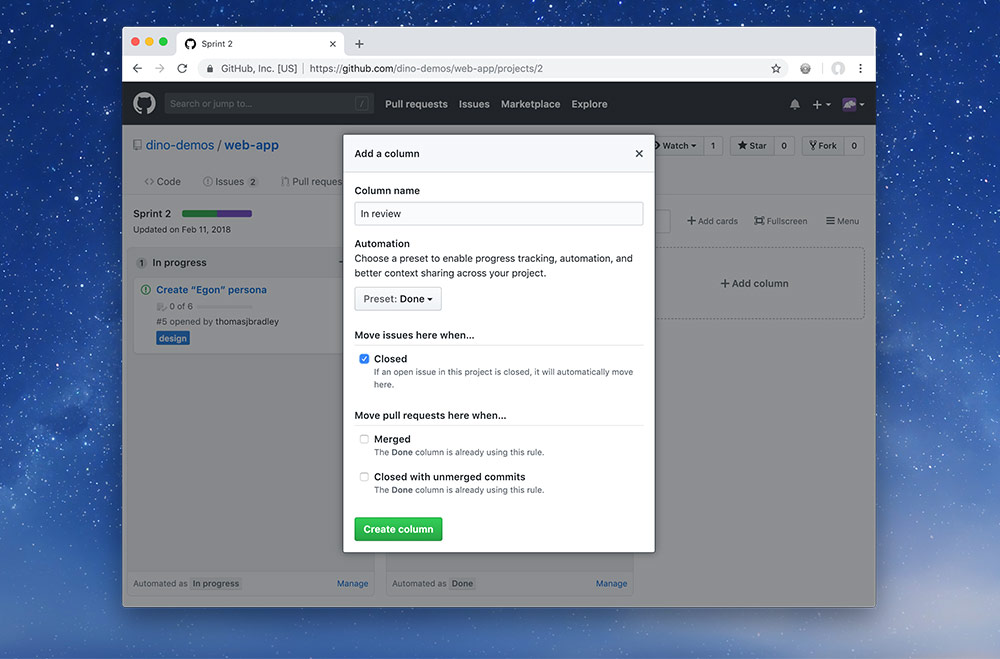 Sprint 2
GitHub, Inc. [US] https://github.com/dino-demos/web-app/projects/2
Search or jump to... /
Pull requests Issues Marketplace Explore
dino-demos / web-app
Watch 1 Star 0 Fork 0
Code Issues 2 Pull reques
Sprint 2
Updated on Feb 11, 2018
Add cards Fullscreen Menu
1 In progress
Create “Egon” persona
0 of 6
#5 opened by thomasjbradley
design
Add column
Automated as In progress Manage
Automated as Done Manage
Add a column
Column name
In review
Automation
Choose a preset to enable progress tracking, automation, and
better context sharing across your project.
Preset: Done
Move issues here when...
Closed
If an open issue in this project is closed, it will automatically move
here.
Move pull requests here when...
Merged
The Done column is already using this rule.
Closed with unmerged commits
The Done column is already using this rule.
Create column